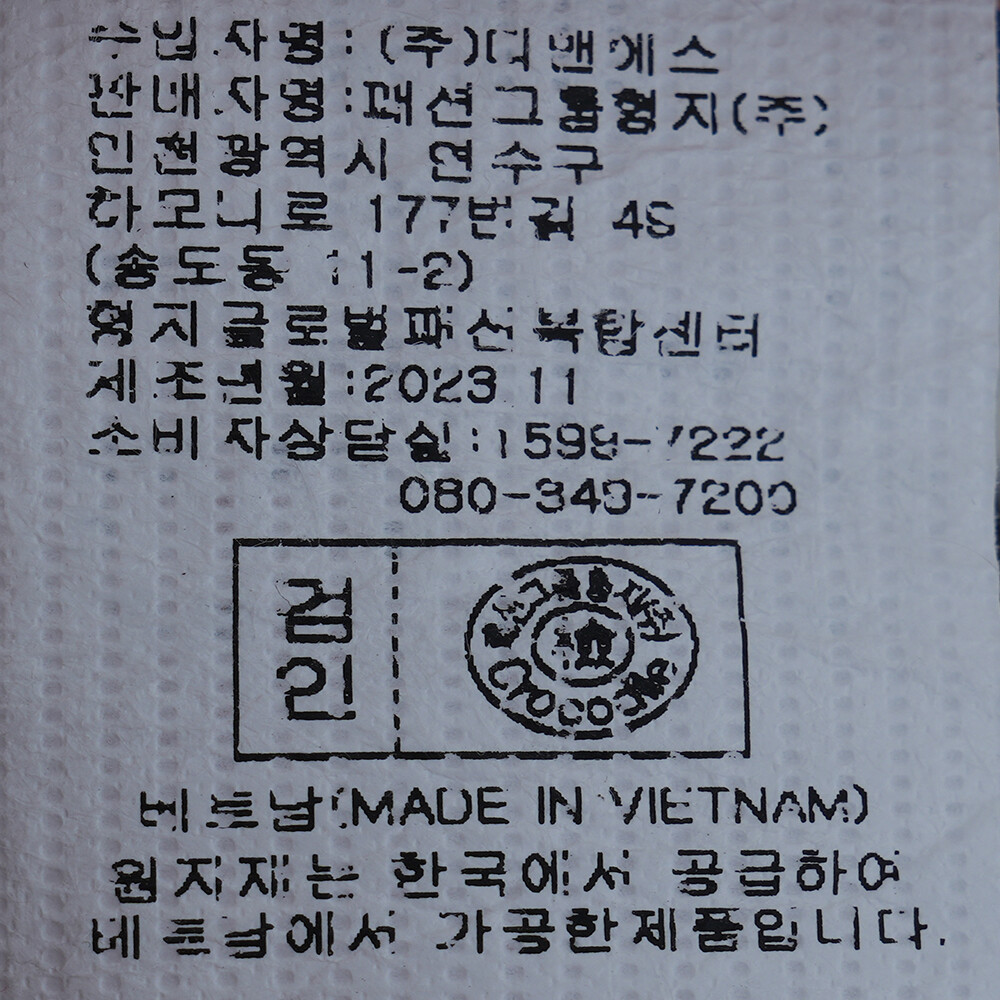 수입자명:(주)디앤에스
판매자명:패션그룹형지(주)
인천광역시 연수구
하모니로 177번길 49
(송도동 11-2)
형지글로벌패션복합센터
제조년월:2023 11
소비자상담실:1599-7222
080-349-7200
검
인
패션그룹형지(주)
CROCODILE
베트남(MADE IN VIETNAM)
원자재는 한국에서 공급하여
베트남에서 가공한제품입니다.